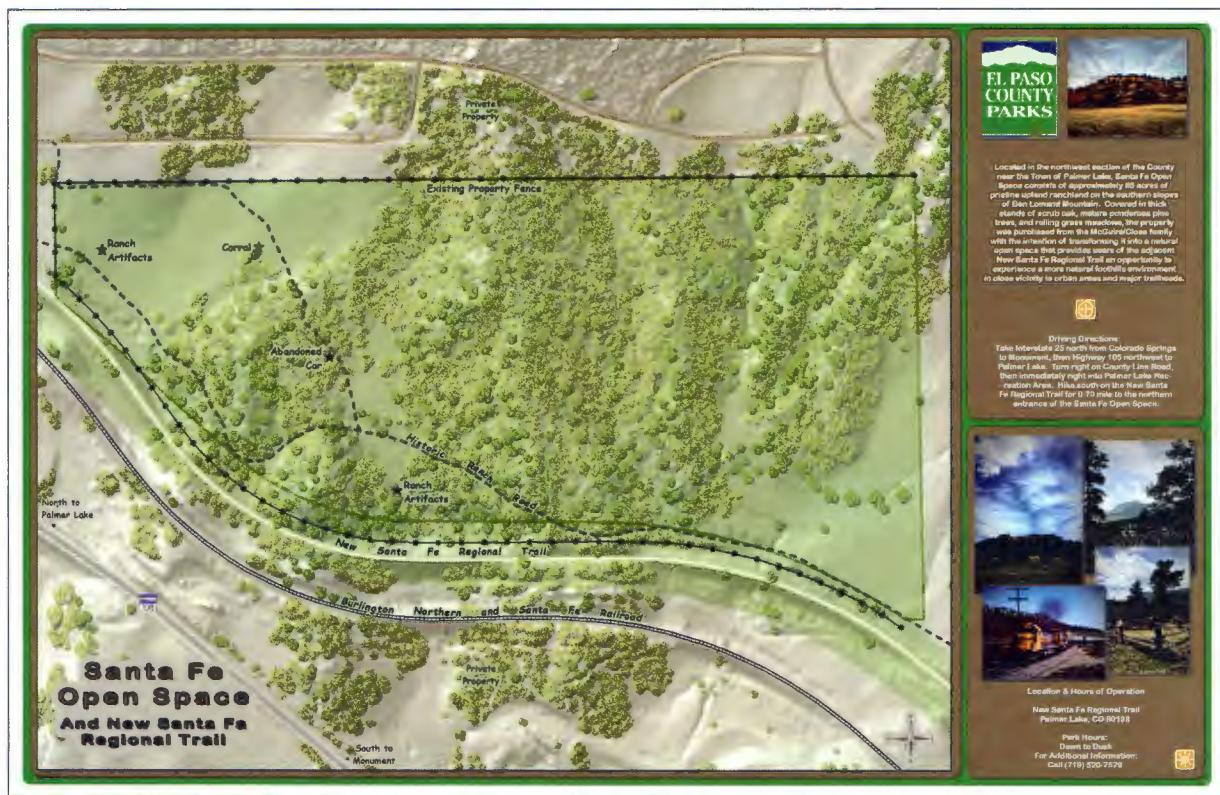 Private
Property
Existing Property Fence
Ranch
Artifacts
Corral
Abandoned
Car
Historic Ranch Road
Ranch
Artifacts
North to
Palmer Lake
New Santa Fe Regional Trail
Burlington Northern and Santa Fe Railroad
105
Private
Property
Santa Fe
Open Space
And New Santa Fe
Regional Trail
South to
Monument
EL PASO
COUNTY
PARKS
Located in the northwest section of the County
near the Town of Palmer Lake, Santa Fe Open
Space consists of approximately 65 acres of
pristine upland ranchland on the southern slopes
of Ben Lomand Mountain. Covered in thick
stands of scrub oak, mature ponderosa pine
trees, and rolling grass meadows, the property
was purchased from the McGuire/Close family
with the intention of transforming it into a natural
open space that provides users of the adjacent
New Santa Fe Regional Trail an opportunity to
experience a more natural foothills environment
in close vicinity to urban areas and major trailheads.
Driving Directions:
Take Interstate 25 north from Colorado Springs
to Monument, then Highway 105 northwest to
Palmer Lake. Turn right on County Line Road,
then immediately right into Palmer Lake Rec-
reation Area. Hike south on the New Santa
Fe Regional Trail for 0.70 mile to the northern
entrance of the Santa Fe Open Space.
Location & Hours of Operation
New Santa Fe Regional Trail
Palmer Lake, CO 80133
Park Hours:
Dawn to Dusk
For Additional Information:
Call (719) 520-7529